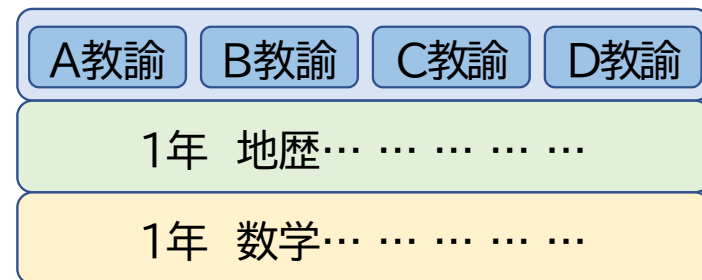 A教諭 B教諭 C教諭 D教諭
1年 地歴… … … … …
1年 数学… … … … …